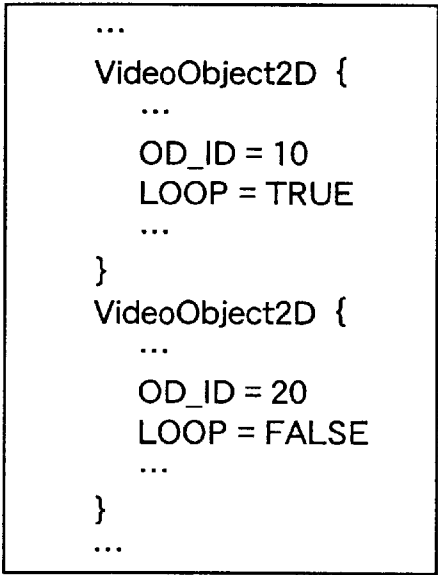 ...
VideoObject2D {
...
OD_ID = 10
LOOP = TRUE
...
}
VideoObject2D {
...
OD_ID = 20
LOOP = FALSE
...
}
...